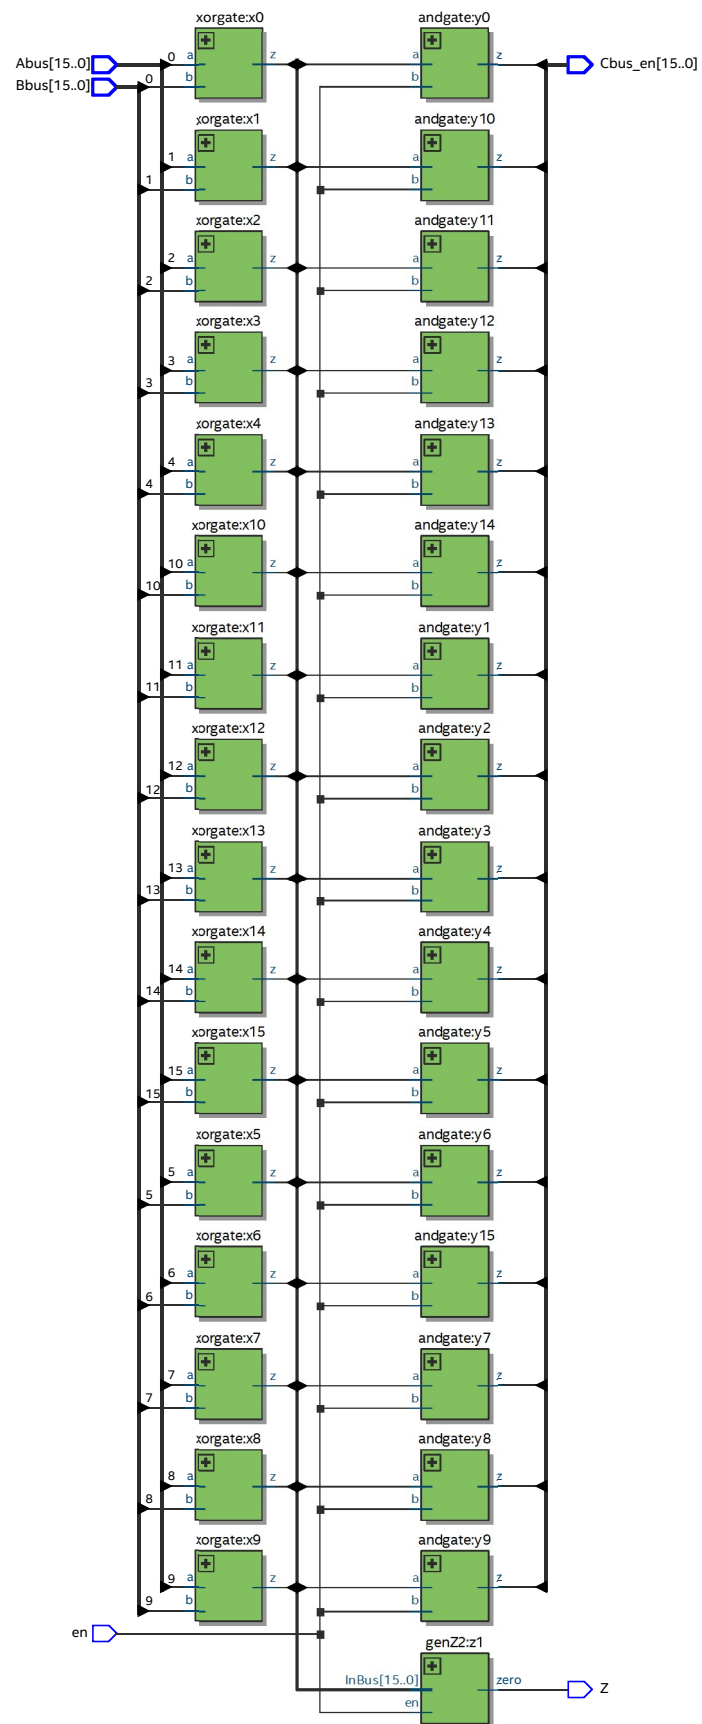 xorgate:x0 andgate:y0
Abus[15..0] 0 a z a z Cbus_en[15..0]
Bbus[15..0] 0 b b
xorgate:x1 andgate:y10
1 a z a z
1 b b
xorgate:x2 andgate:y11
2 a z a z
2 b b
xorgate:x3 andgate:y12
3 a z a z
3 b b
xorgate:x4 andgate:y13
4 a z a z
4 b b
xorgate:x10 andgate:y14
10 a z a z
10 b b
xorgate:x11 andgate:y1
11 a z a z
11 b b
xorgate:x12 andgate:y2
12 a z a z
12 b b
xorgate:x13 andgate:y3
13 a z a z
13 b b
xorgate:x14 andgate:y4
14 a z a z
14 b b
xorgate:x15 andgate:y5
15 a z a z
15 b b
xorgate:x5 andgate:y6
5 a z a z
5 b b
xorgate:x6 andgate:y15
6 a z a z
6 b b
xorgate:x7 andgate:y7
7 a z a z
7 b b
xorgate:x8 andgate:y8
8 a z a z
8 b b
xorgate:x9 andgate:y9
9 a z a z
9 b b
en
genZ2:z1
InBus[15..0] zero Z
en